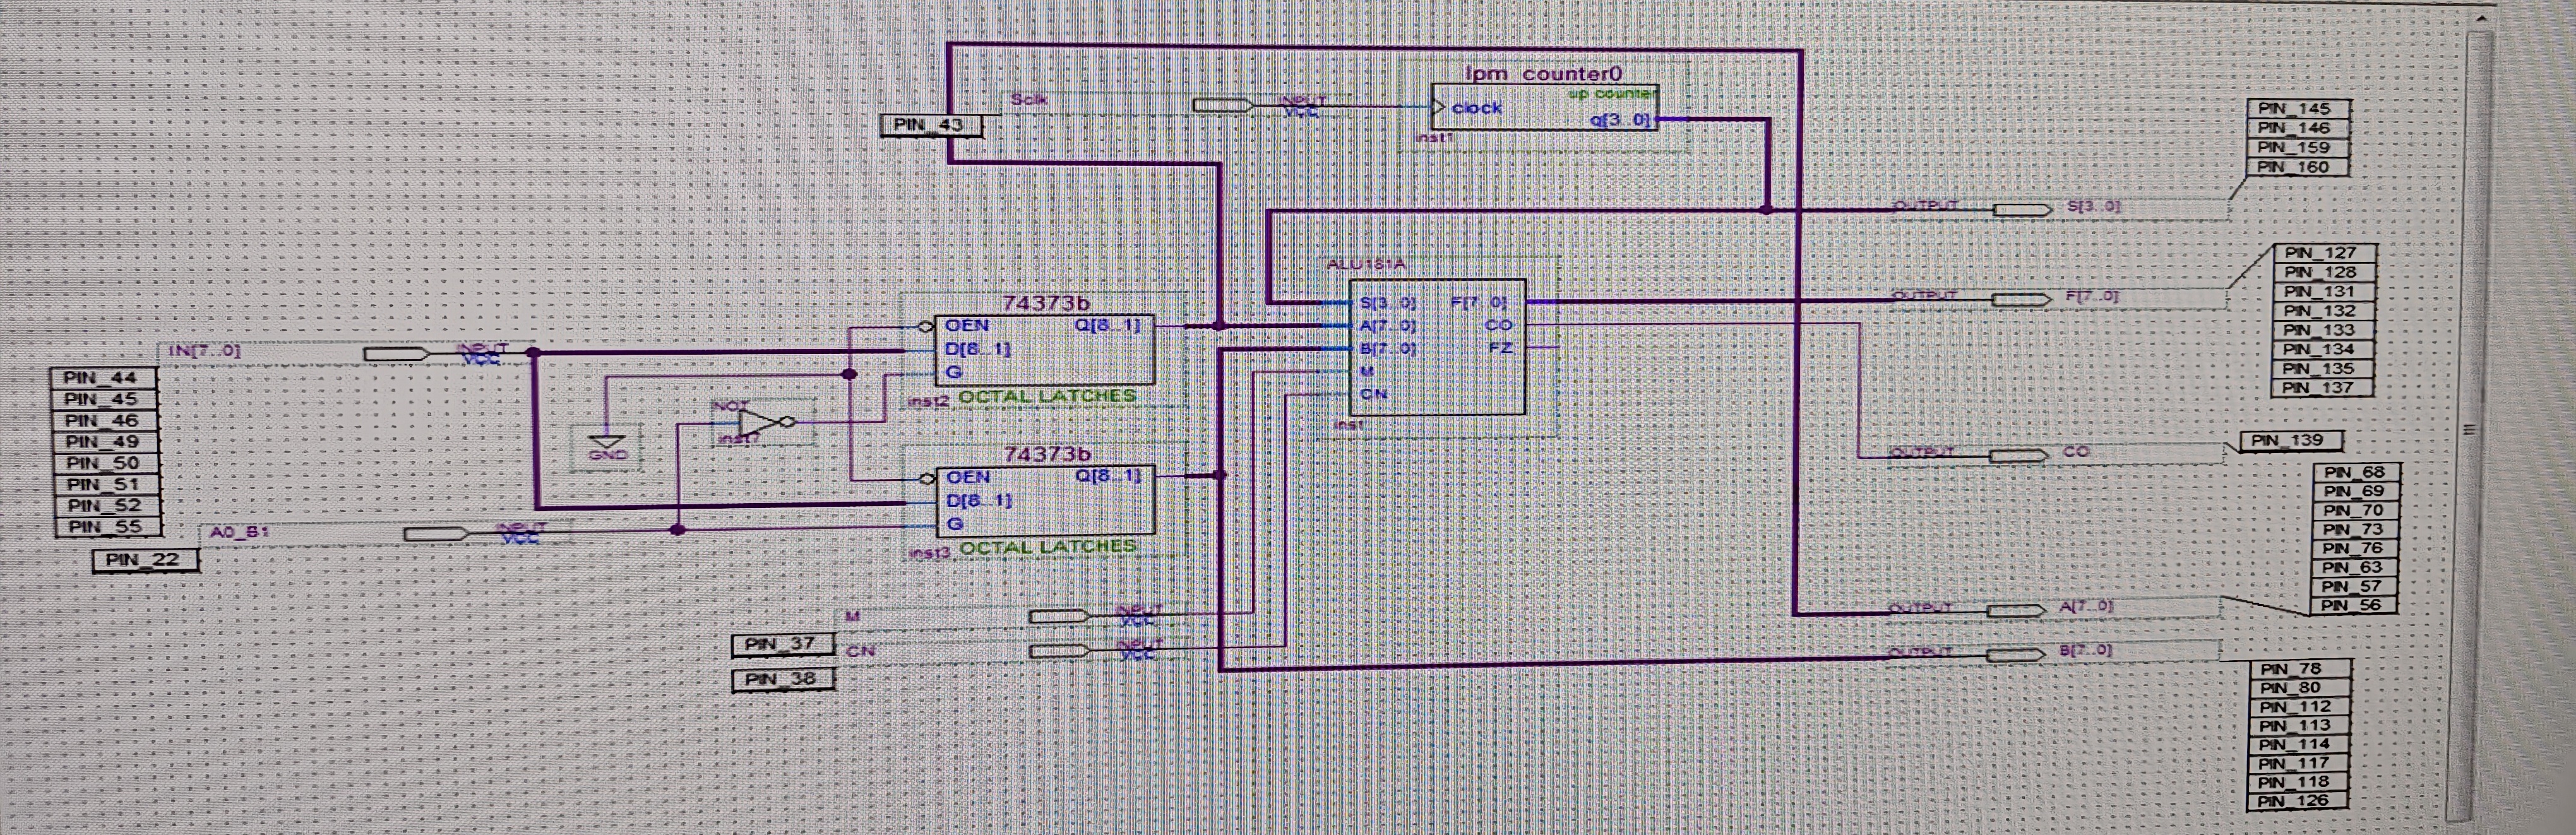 lpm_counter0
up counter
Sclk
INPUT
VCC
clock
q[3..0]
inst1
PIN_43
PIN_145
PIN_146
PIN_159
PIN_160
OUTPUT
S[3..0]
ALU181A
S[3..0]
A[7..0]
B[7..0]
M
CN
F[7..0]
CO
FZ
inst
OUTPUT
F[7..0]
PIN_127
PIN_128
PIN_131
PIN_132
PIN_133
PIN_134
PIN_135
PIN_137
74373b
OEN
D[8..1]
G
Q[8..1]
inst2
OCTAL LATCHES
IN[7..0]
INPUT
VCC
PIN_44
PIN_45
PIN_46
PIN_49
PIN_50
PIN_51
PIN_52
PIN_55
NOT
inst7
GND
74373b
OEN
D[8..1]
G
Q[8..1]
inst3
OCTAL LATCHES
A0_B1
INPUT
VCC
PIN_22
OUTPUT
CO
PIN_139
PIN_68
PIN_69
PIN_70
PIN_73
PIN_76
PIN_63
PIN_57
PIN_56
M
INPUT
VCC
PIN_37
CN
INPUT
VCC
PIN_38
OUTPUT
A[7..0]
OUTPUT
B[7..0]
PIN_78
PIN_80
PIN_112
PIN_113
PIN_114
PIN_117
PIN_118
PIN_126